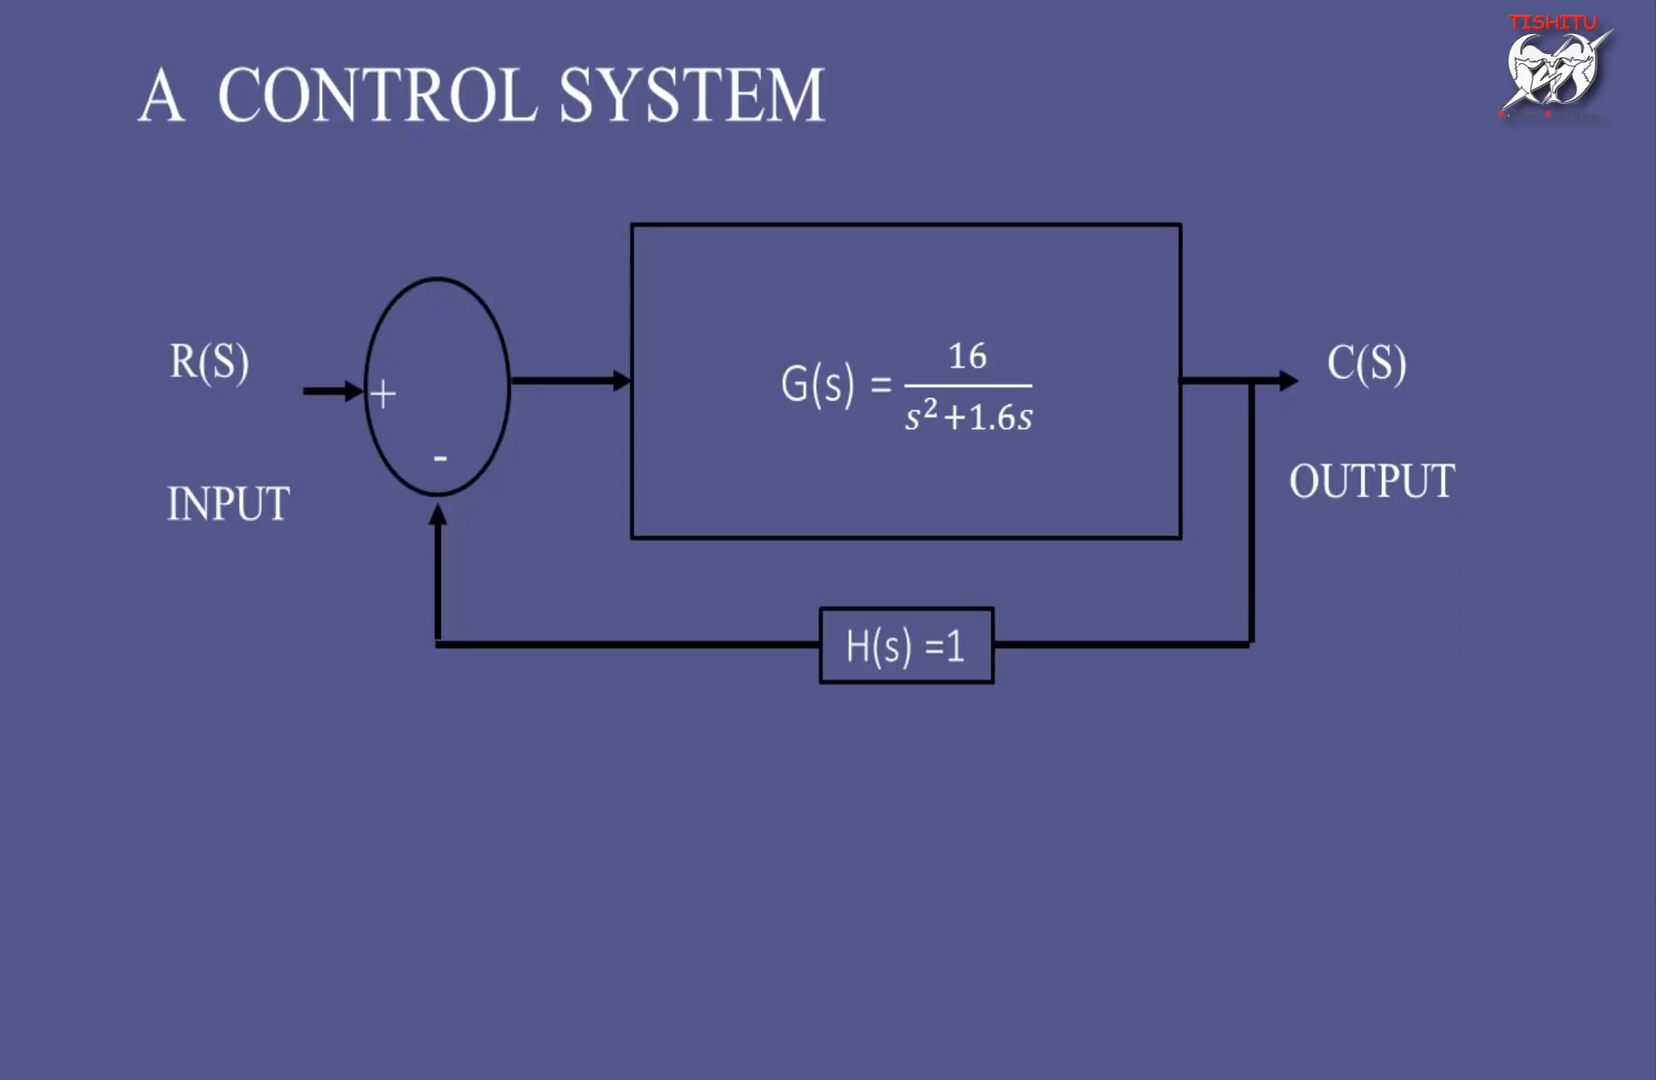 TISHITU
A CONTROL SYSTEM
R(S)
INPUT
+
-
G(s) = 16 / s²+1.6s
C(S)
OUTPUT
H(s) =1